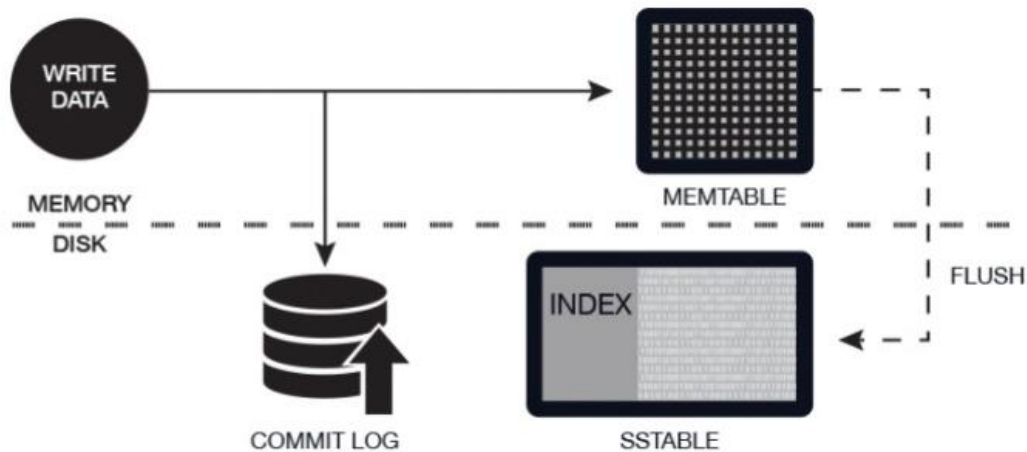 WRITE
DATA
MEMTABLE
MEMORY
DISK
FLUSH
INDEX
COMMIT LOG
SSTABLE